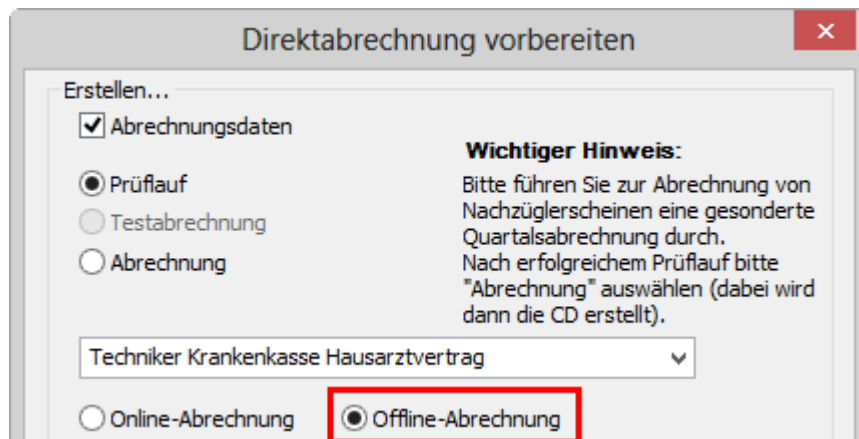 Direktabrechnung vorbereiten
Erstellen...
Abrechnungsdaten
Prüflauf
Testabrechnung
Abrechnung
Wichtiger Hinweis:
Bitte führen Sie zur Abrechnung von
Nachzüglerscheinen eine gesonderte
Quartalsabrechnung durch.
Nach erfolgreichem Prüflauf bitte
"Abrechnung" auswählen (dabei wird
dann die CD erstellt).
Techniker Krankenkasse Hausarztvertrag
Online-Abrechnung Offline-Abrechnung